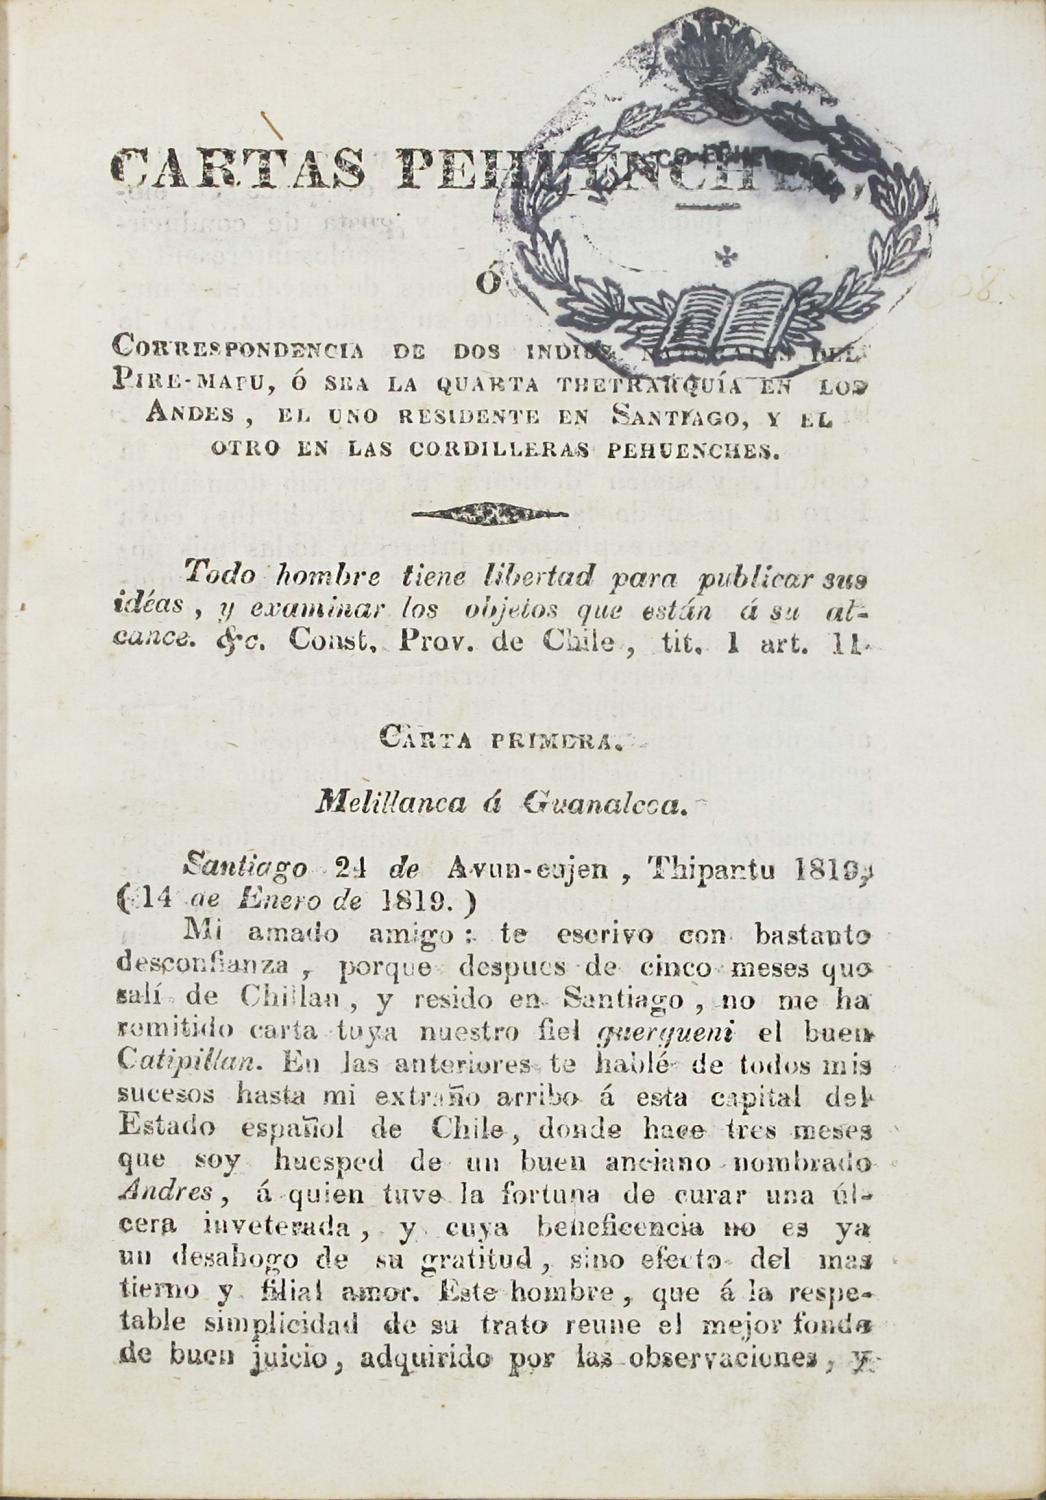 CARTAS PEHUENCHES,
Ó
CORRESPONDENCIA DE DOS INDIOS NATURALES DEL
PIRE-MAPU, Ó SEA LA QUARTA THETRARQUÍA EN LOS
ANDES, EL UNO RESIDENTE EN SANTIAGO, Y EL
OTRO EN LAS CORDILLERAS PEHUENCHES.
Todo hombre tiene libertad para publicar sus
idéas, y examinar los objetos que están á su al-
cance. &c. Const. Prov. de Chile, tit. 1 art. 11.
CARTA PRIMERA.
Melillanca á Guanalcoa.
Santiago 24 de Avun-cujen, Thipantu 1819,
(14 de Enero de 1819.)
Mi amado amigo: te escrivo con bastante
desconfianza, porque despues de cinco meses que
salí de Chillan, y resido en Santiago, no me ha
remitido carta tuya nuestro fiel guergueni el buen
Catipillan. En las anteriores te hablé de todos mis
sucesos hasta mi extraño arribo á esta capital del
Estado español de Chile, donde hace tres meses
que soy huesped de un buen anciano nombrado
Andres, á quien tuve la fortuna de curar una úl-
cera inveterada, y cuya beneficencia no es ya
un desahogo de su gratitud, sino efecto del mas
tierno y filial amor. Este hombre, que á la respe-
table simplicidad de su trato reune el mejor fondo
de buen juicio, adquirido por las observaciones, y